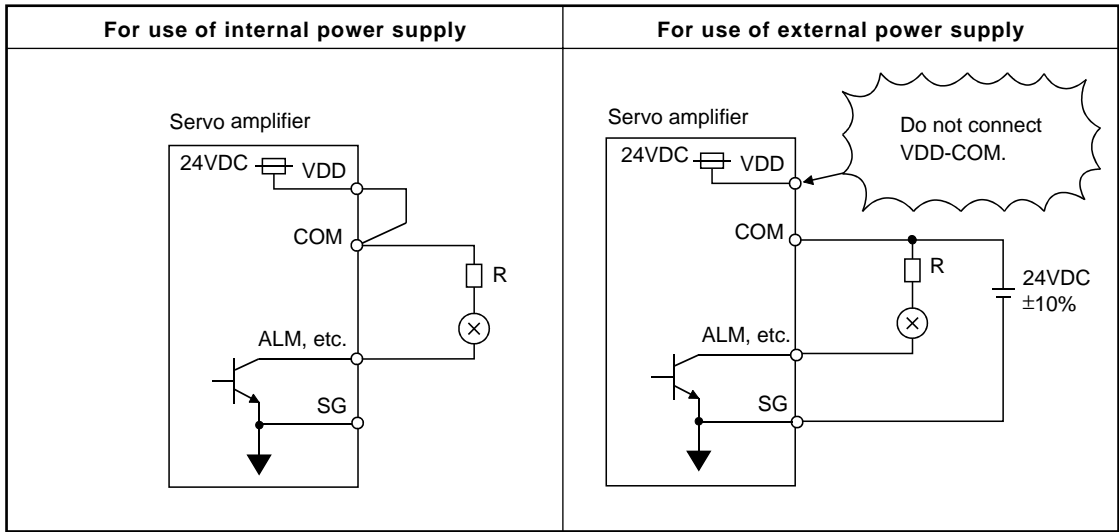 For use of internal power supply
For use of external power supply
Servo amplifier
24VDC
VDD
COM
R
ALM, etc.
SG
Servo amplifier
24VDC
VDD
Do not connect
VDD-COM.
COM
R
24VDC
±10%
ALM, etc.
SG